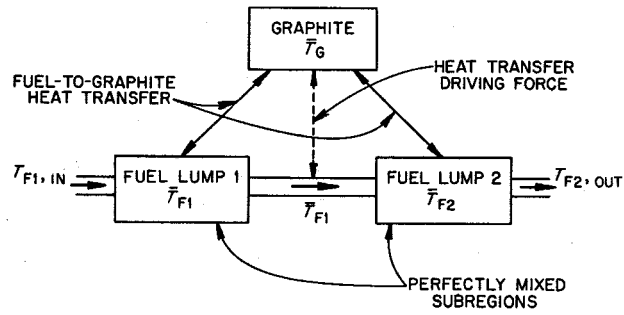 GRAPHITE
T̅G
FUEL-TO-GRAPHITE
HEAT TRANSFER
HEAT TRANSFER
DRIVING FORCE
TF1, IN
FUEL LUMP 1
T̅F1
T̅F1
FUEL LUMP 2
T̅F2
TF2, OUT
PERFECTLY MIXED
SUBREGIONS